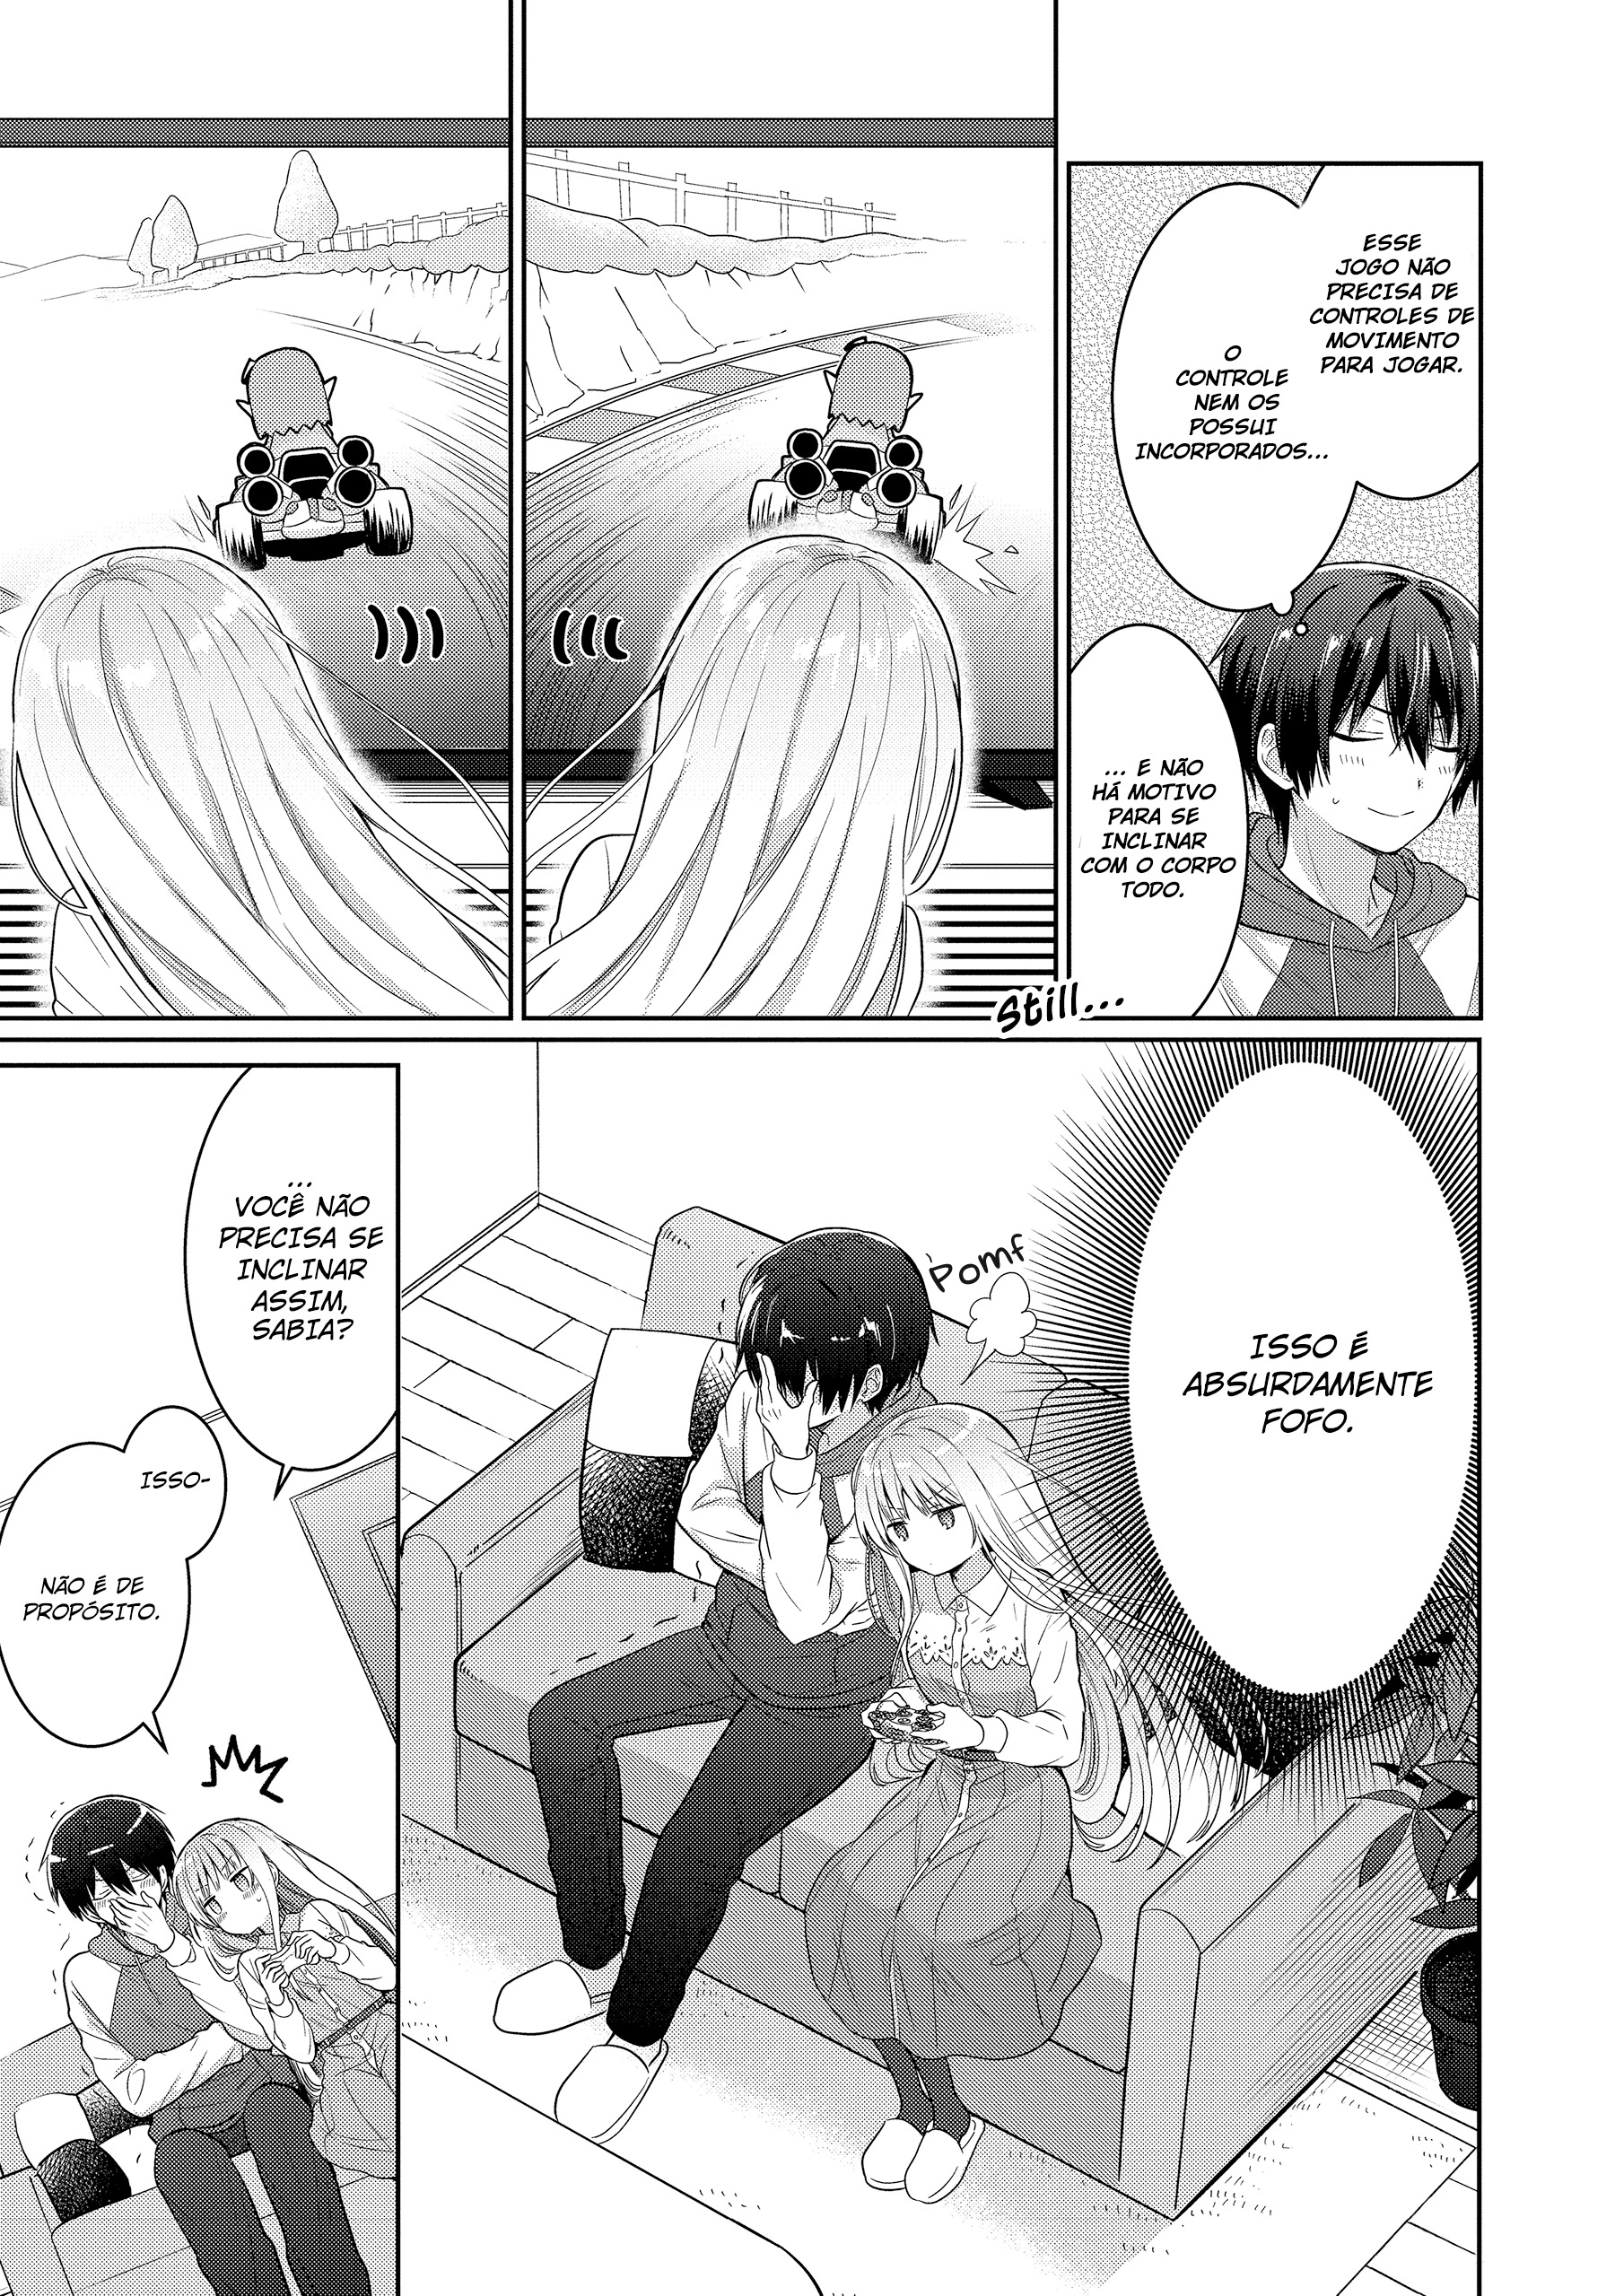 ESSE
JOGO NÃO
PRECISA DE
CONTROLES DE
MOVIMENTO
PARA JOGAR.
O
CONTROLE
NEM OS
POSSUI
INCORPORADOS...
... E NÃO
HÁ MOTIVO
PARA SE
INCLINAR
COM O CORPO
TODO.
Still...
ISSO É
ABSURDAMENTE
FOFO.
Pomf
...
VOCÊ NÃO
PRECISA SE
INCLINAR
ASSIM,
SABIA?
ISSO-
NÃO É DE
PROPÓSITO.